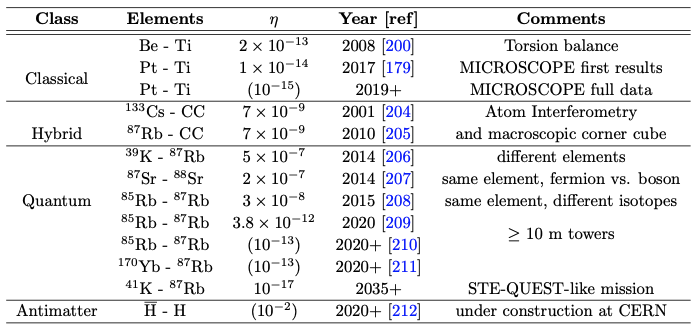 Class Elements η Year [ref] Comments
Be - Ti 2 × 10⁻¹³ 2008 [200] Torsion balance
Classical Pt - Ti 1 × 10⁻¹⁴ 2017 [179] MICROSCOPE first results
Pt - Ti (10⁻¹⁵) 2019+ MICROSCOPE full data
¹³³Cs - CC 7 × 10⁻⁹ 2001 [204] Atom Interferometry
Hybrid ⁸⁷Rb - CC 7 × 10⁻⁹ 2010 [205] and macroscopic corner cube
³⁹K - ⁸⁷Rb 5 × 10⁻⁷ 2014 [206] different elements
⁸⁷Sr - ⁸⁸Sr 2 × 10⁻⁷ 2014 [207] same element, fermion vs. boson
Quantum ⁸⁵Rb - ⁸⁷Rb 3 × 10⁻⁸ 2015 [208] same element, different isotopes
⁸⁵Rb - ⁸⁷Rb 3.8 × 10⁻¹² 2020 [209]
≥ 10 m towers
⁸⁵Rb - ⁸⁷Rb (10⁻¹³) 2020+ [210]
¹⁷⁰Yb - ⁸⁷Rb (10⁻¹³) 2020+ [211]
⁴¹K - ⁸⁷Rb 10⁻¹⁷ 2035+ STE-QUEST-like mission
Antimatter H̅ - H (10⁻²) 2020+ [212] under construction at CERN